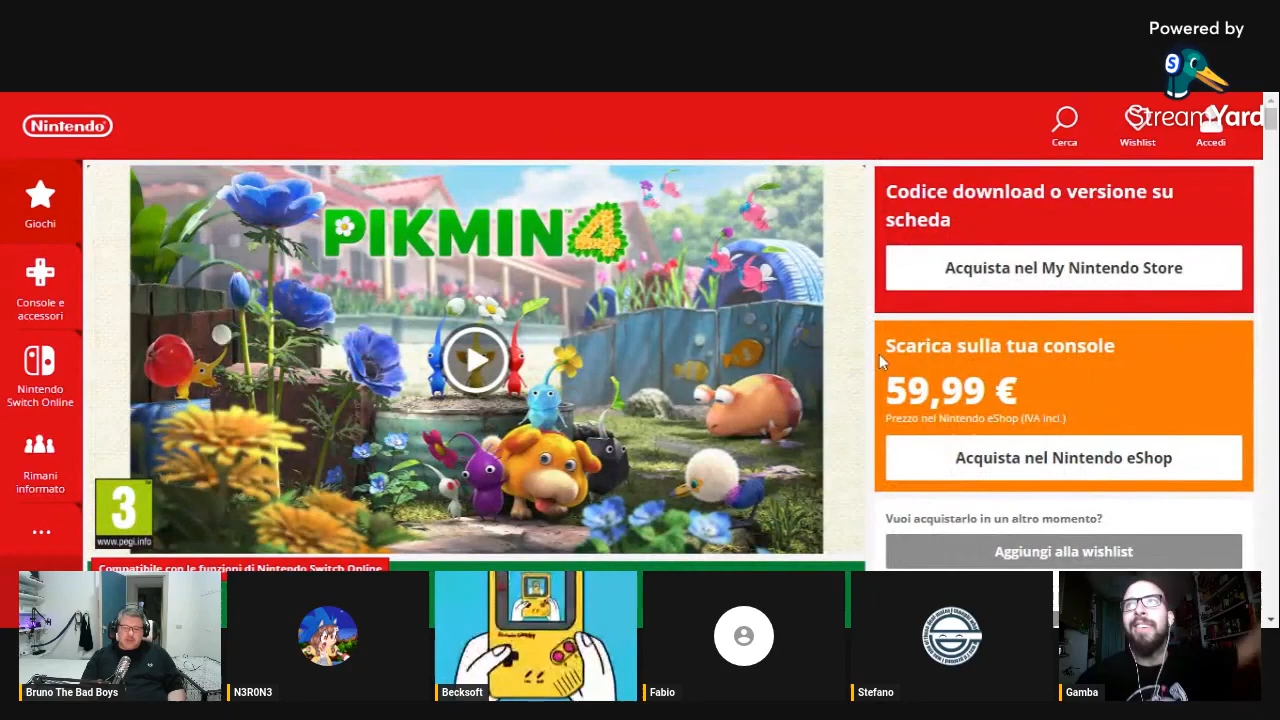 Powered by
StreamYard
Nintendo
Cerca
Wishlist
Accedi
Giochi
Console e
accessori
Nintendo
Switch Online
Rimani
informato
...
PIKMIN 4
3
www.pegi.info
Compatibile con le funzioni di Nintendo Switch Online
Codice download o versione su
scheda
Acquista nel My Nintendo Store
Scarica sulla tua console
59,99 €
Prezzo nel Nintendo eShop (IVA incl.)
Acquista nel Nintendo eShop
Vuoi acquistarlo in un altro momento?
Aggiungi alla wishlist
Bruno The Bad Boys
N3R0N3
Becksoft
Fabio
Stefano
Gamba